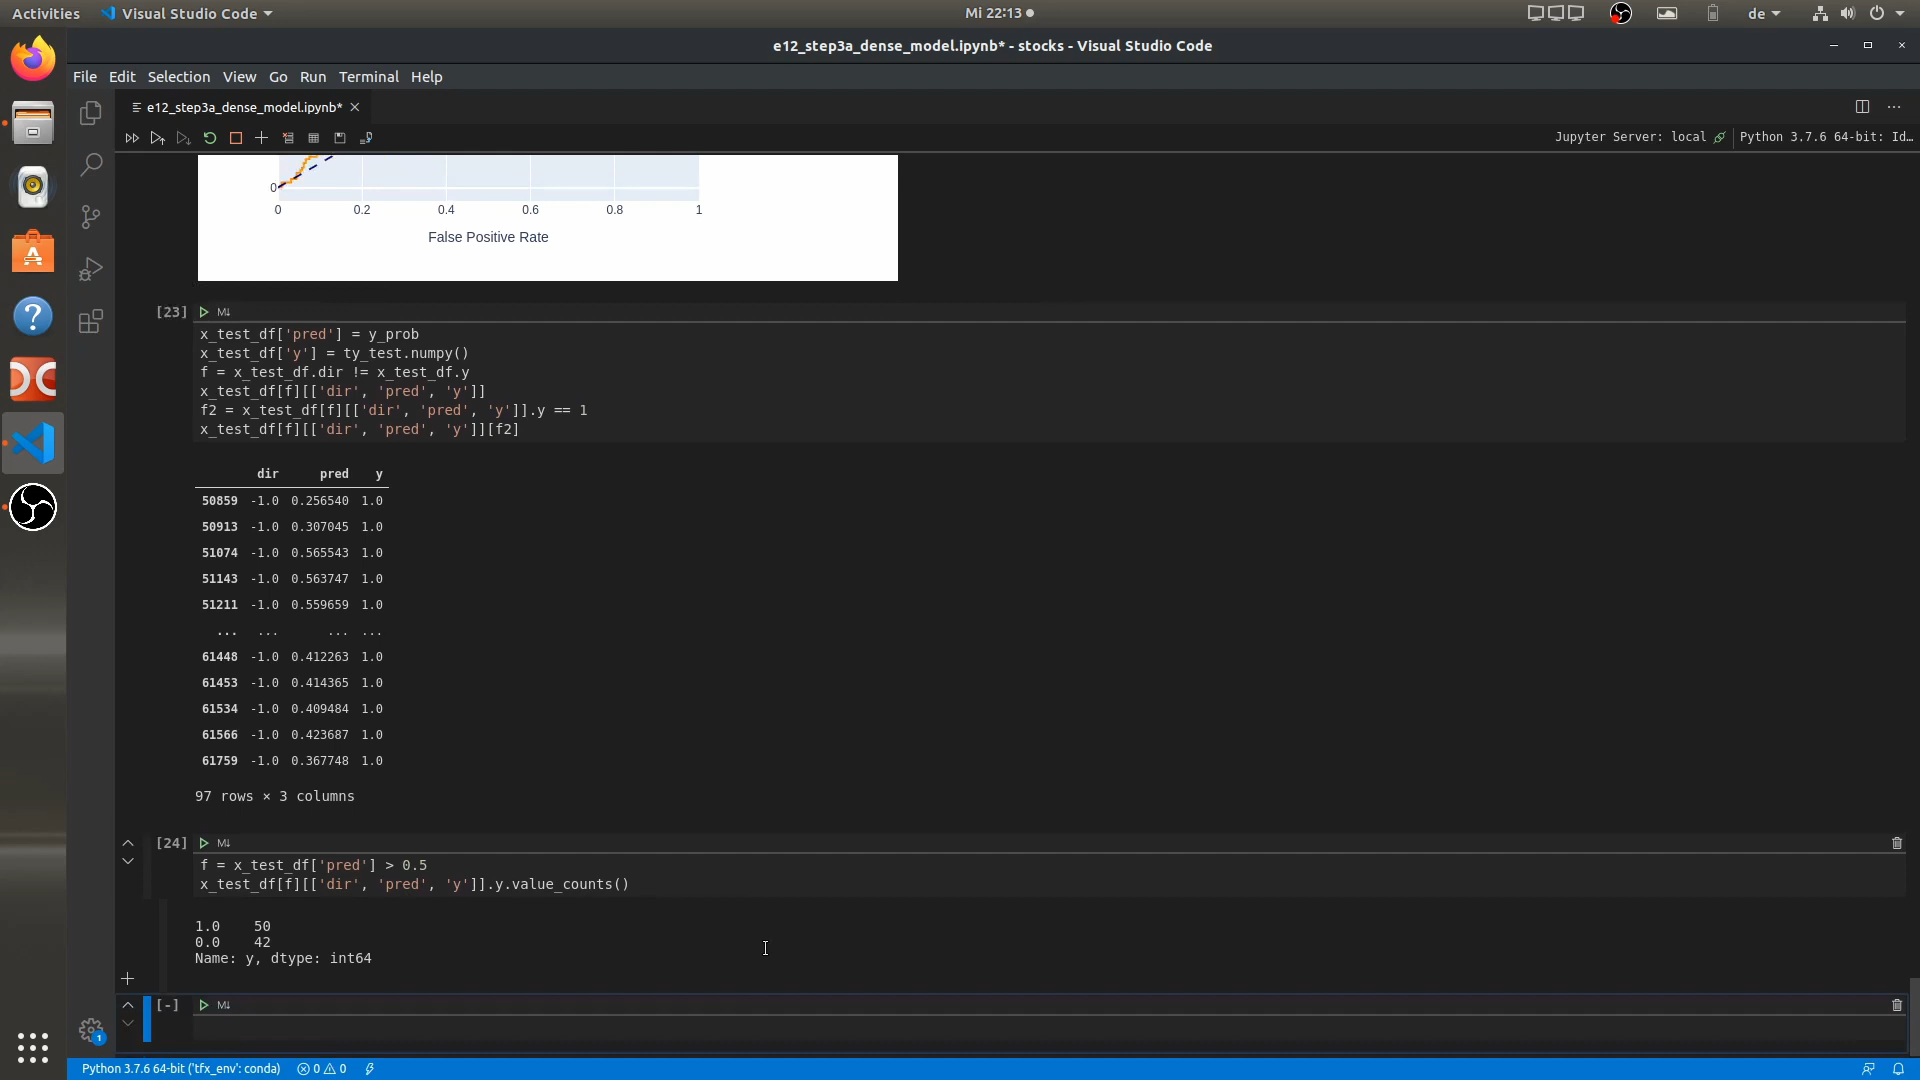 Activities Visual Studio Code Mi 22:13 de
e12_step3a_dense_model.ipynb* - stocks - Visual Studio Code
File Edit Selection View Go Run Terminal Help
e12_step3a_dense_model.ipynb*
Jupyter Server: local Python 3.7.6 64-bit: Id…
0
0 0.2 0.4 0.6 0.8 1
False Positive Rate
[23] M↓
x_test_df['pred'] = y_prob
x_test_df['y'] = ty_test.numpy()
f = x_test_df.dir != x_test_df.y
x_test_df[f][['dir', 'pred', 'y']]
f2 = x_test_df[f][['dir', 'pred', 'y']].y == 1
x_test_df[f][['dir', 'pred', 'y']][f2]
dir pred y
50859 -1.0 0.256540 1.0
50913 -1.0 0.307045 1.0
51074 -1.0 0.565543 1.0
51143 -1.0 0.563747 1.0
51211 -1.0 0.559659 1.0
... ... ... ...
61448 -1.0 0.412263 1.0
61453 -1.0 0.414365 1.0
61534 -1.0 0.409484 1.0
61566 -1.0 0.423687 1.0
61759 -1.0 0.367748 1.0
97 rows × 3 columns
[24] M↓
f = x_test_df['pred'] > 0.5
x_test_df[f][['dir', 'pred', 'y']].y.value_counts()
1.0 50
0.0 42
Name: y, dtype: int64
[-] M↓
1
Python 3.7.6 64-bit ('tfx_env': conda) 0 0